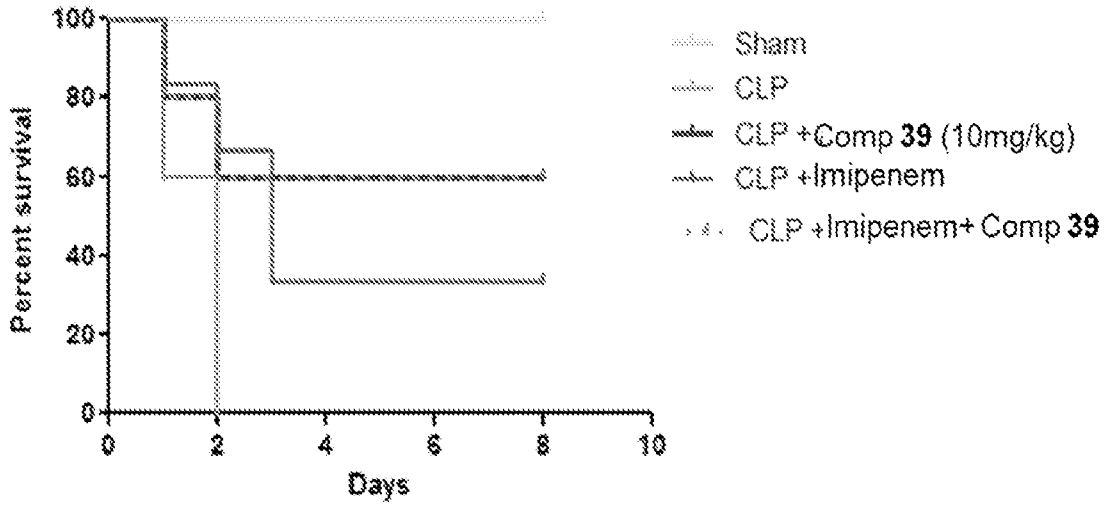 Percent survival
100
80
60
40
20
0
0 2 4 6 8 10
Days
Sham
CLP
CLP +Comp 39 (10mg/kg)
CLP +Imipenem
CLP +Imipenem+ Comp 39